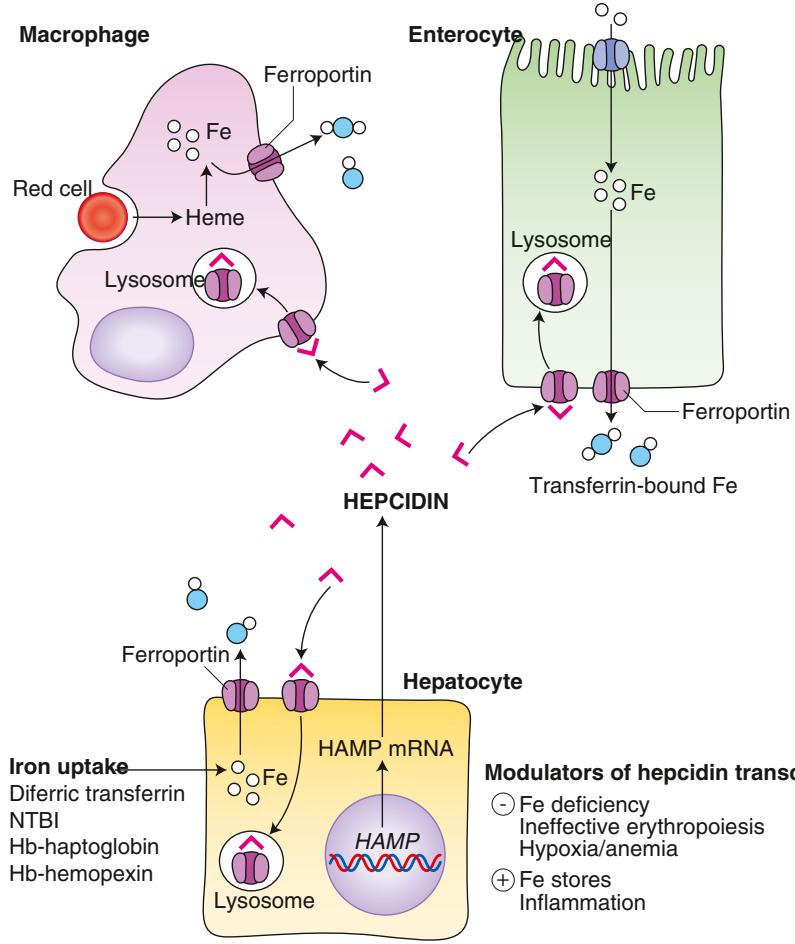 Macrophage
Enterocyte
Ferroportin
Fe
Red cell
Heme
Lysosome
Fe
Lysosome
Ferroportin
Transferrin-bound Fe
HEPCIDIN
Ferroportin
Hepatocyte
HAMP mRNA
Iron uptake
Diferric transferrin
NTBI
Hb-haptoglobin
Hb-hemopexin
Fe
HAMP
Lysosome
Modulators of hepcidin
- Fe deficiency
Ineffective erythropoiesis
Hypoxia/anemia
+ Fe stores
Inflammation